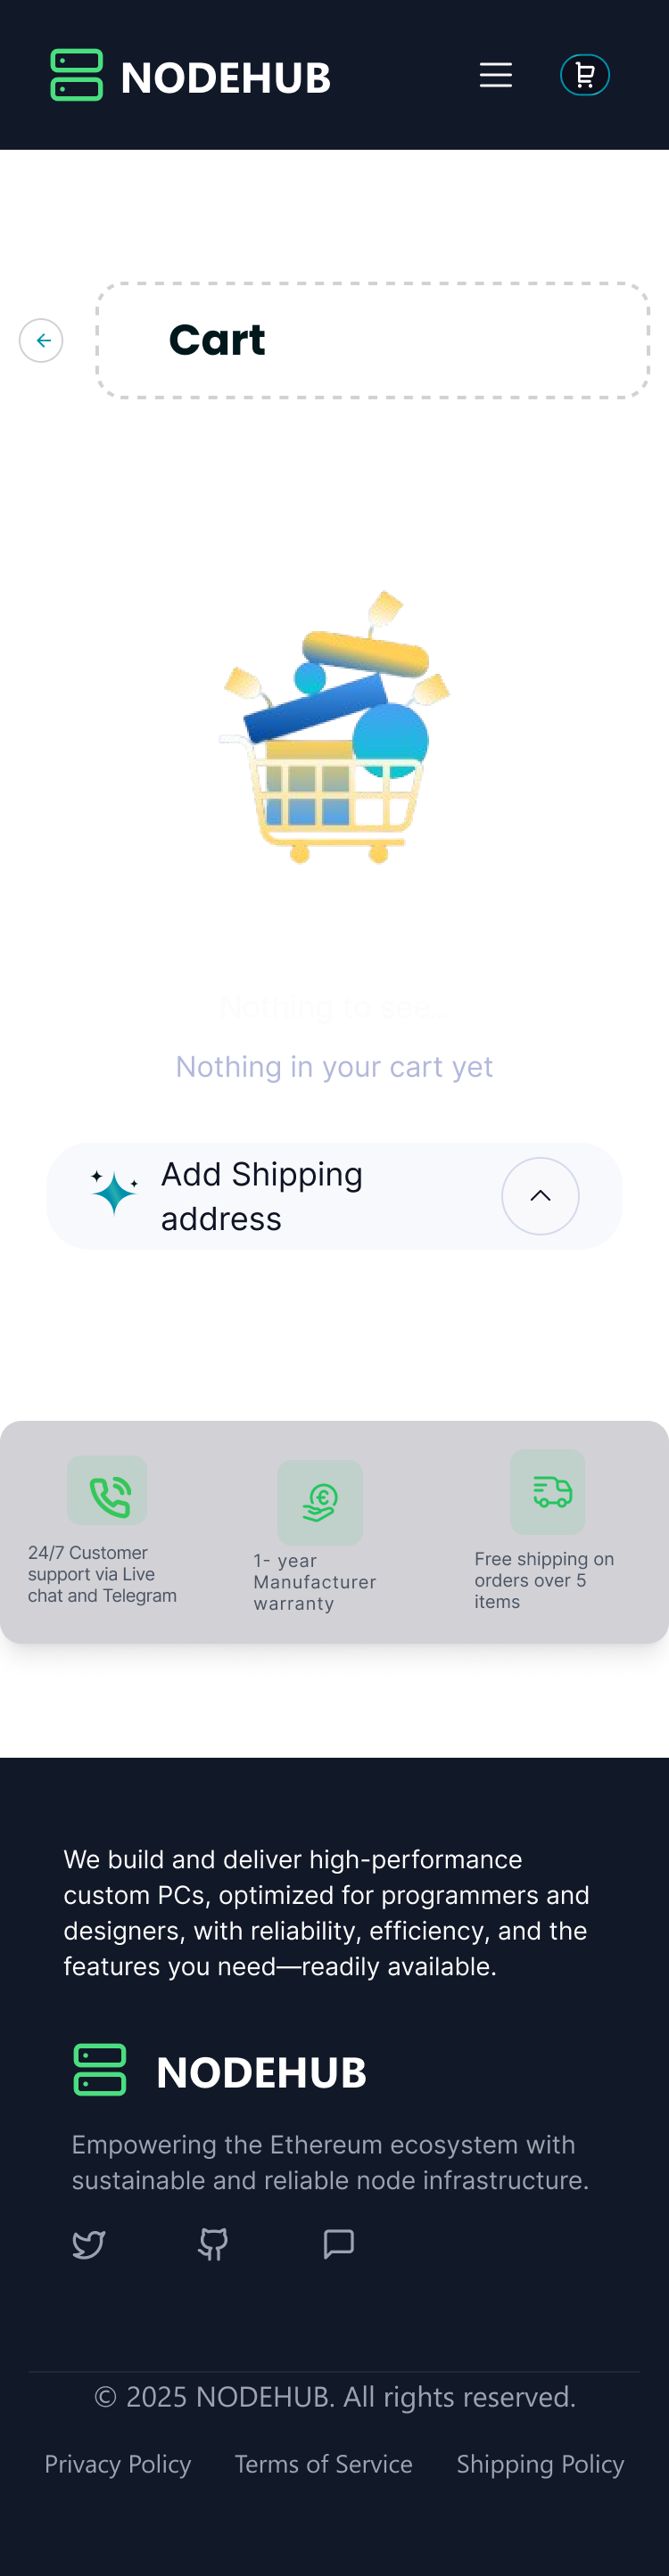 NODEHUB
Cart
Nothing to see...
Nothing in your cart yet
Add Shipping
address
24/7 Customer
support via Live
chat and Telegram
1- year
Manufacturer
warranty
Free shipping on
orders over 5
items
We build and deliver high-performance
custom PCs, optimized for programmers and
designers, with reliability, efficiency, and the
features you need—readily available.
NODEHUB
Empowering the Ethereum ecosystem with
sustainable and reliable node infrastructure.
© 2025 NODEHUB. All rights reserved.
Privacy Policy Terms of Service Shipping Policy